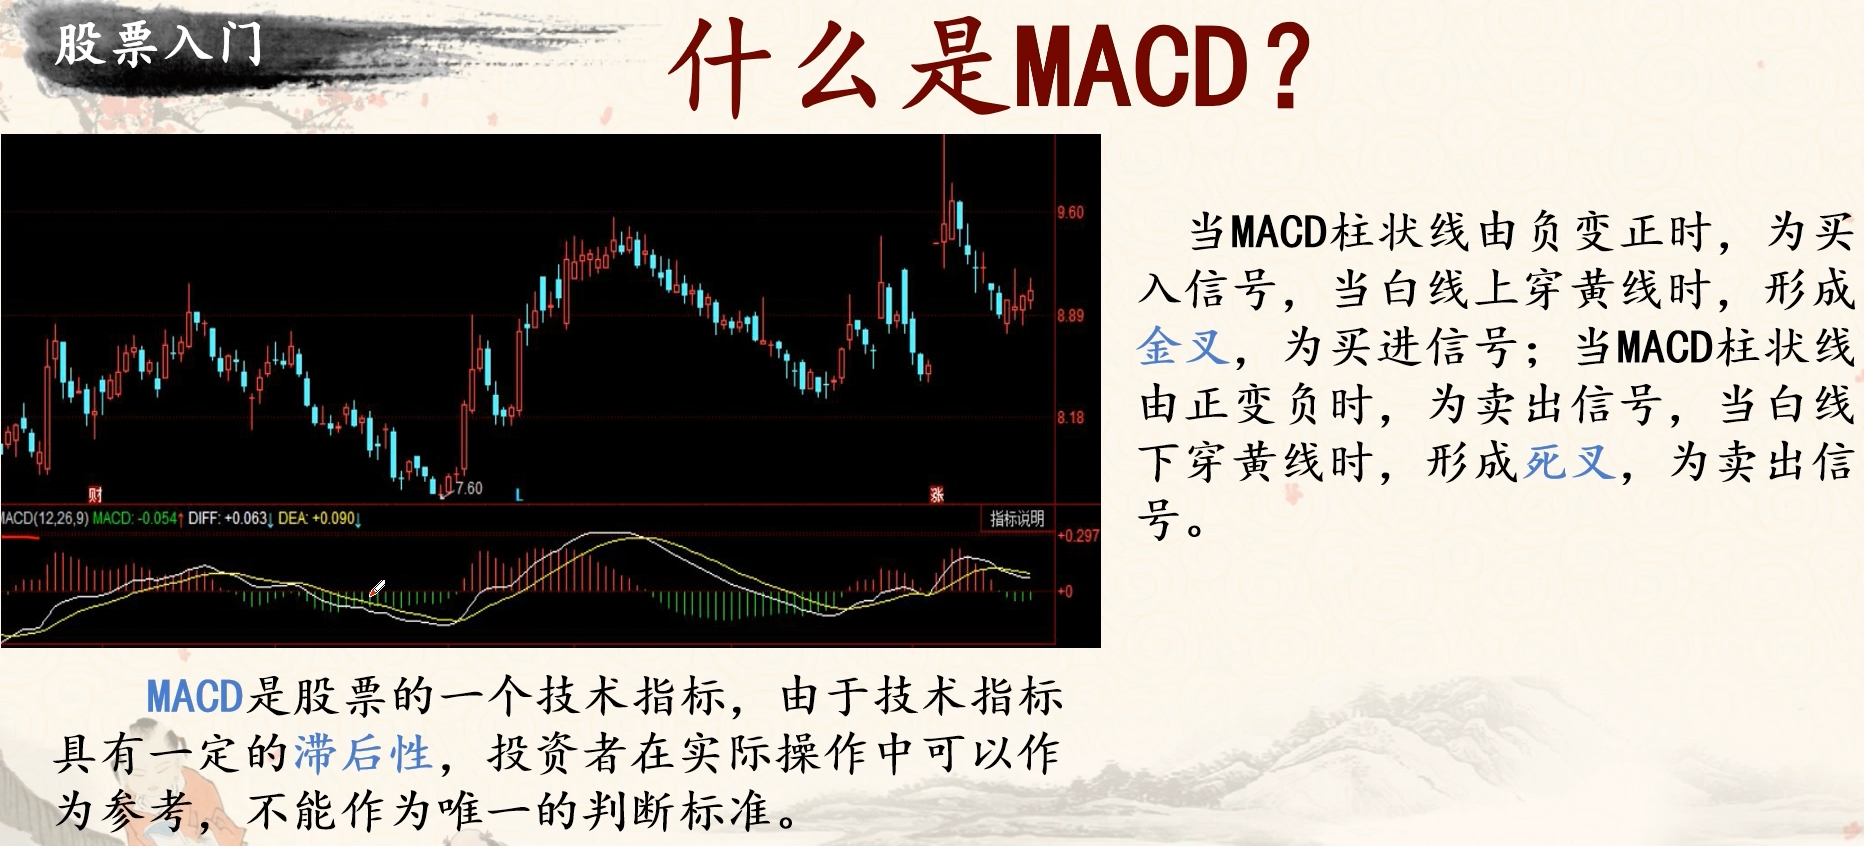 股票入门
什么是MACD？
9.60
8.89
8.18
7.60
财
L
涨
MACD(12,26,9) MACD: -0.054↑ DIFF: +0.063↓ DEA: +0.090↓
指标说明
+0.297
+0
当MACD柱状线由负变正时，为买
入信号，当白线上穿黄线时，形成
金叉，为买进信号；当MACD柱状线
由正变负时，为卖出信号，当白线
下穿黄线时，形成死叉，为卖出信
号。
MACD是股票的一个技术指标，由于技术指标
具有一定的滞后性，投资者在实际操作中可以作
为参考，不能作为唯一的判断标准。